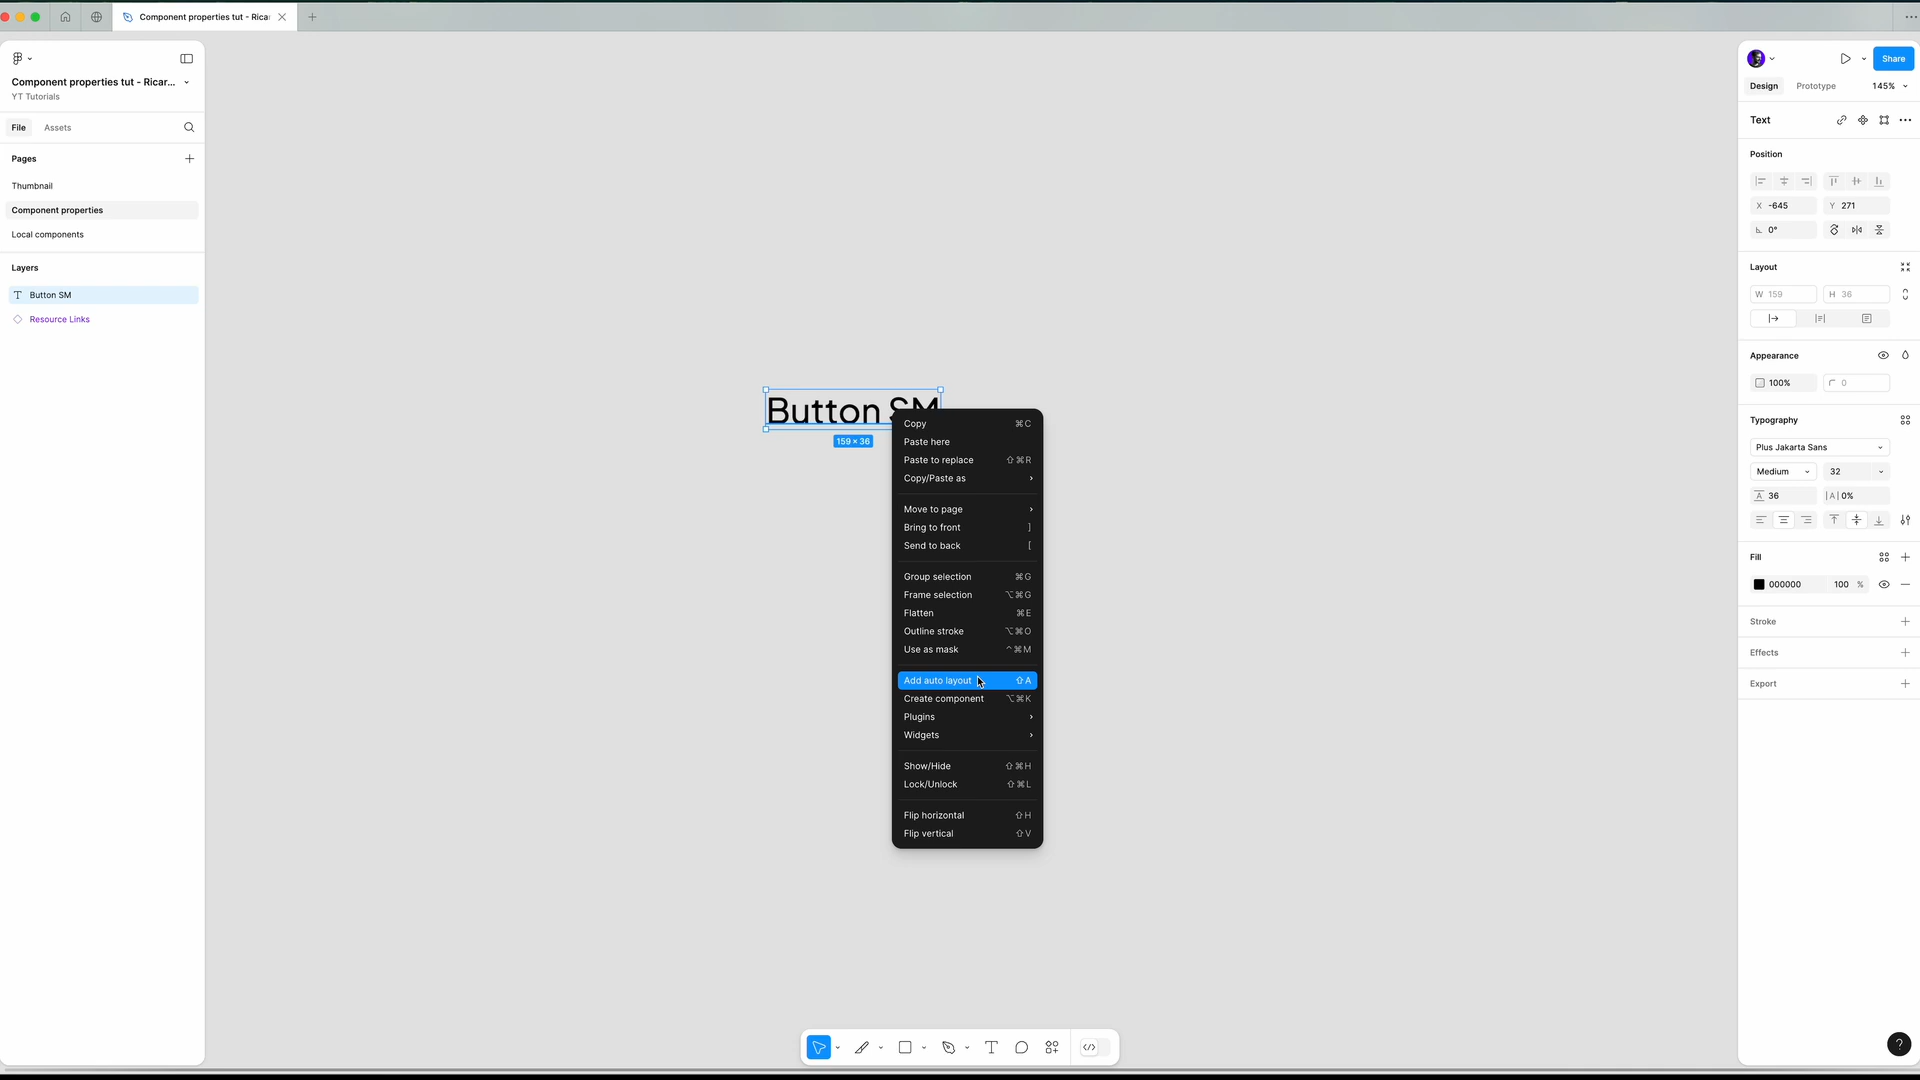 Component properties tut - Ricar
Component properties tut - Ricar...
YT Tutorials
File
Assets
Pages
Thumbnail
Component properties
Local components
Layers
Button SM
Resource Links
Button SM
159 × 36
Copy ⌘C
Paste here
Paste to replace ⇧⌘R
Copy/Paste as
Move to page
Bring to front ]
Send to back [
Group selection ⌘G
Frame selection ⌥⌘G
Flatten ⌘E
Outline stroke ⌥⌘O
Use as mask ^⌘M
Add auto layout ⇧A
Create component ⌥⌘K
Plugins
Widgets
Show/Hide ⇧⌘H
Lock/Unlock ⇧⌘L
Flip horizontal ⇧H
Flip vertical ⇧V
Share
Design
Prototype
145%
Text
Position
X -645
Y 271
0°
Layout
W 159
H 36
Appearance
100%
0
Typography
Plus Jakarta Sans
Medium
32
36
0%
Fill
000000
100 %
Stroke
Effects
Export
?